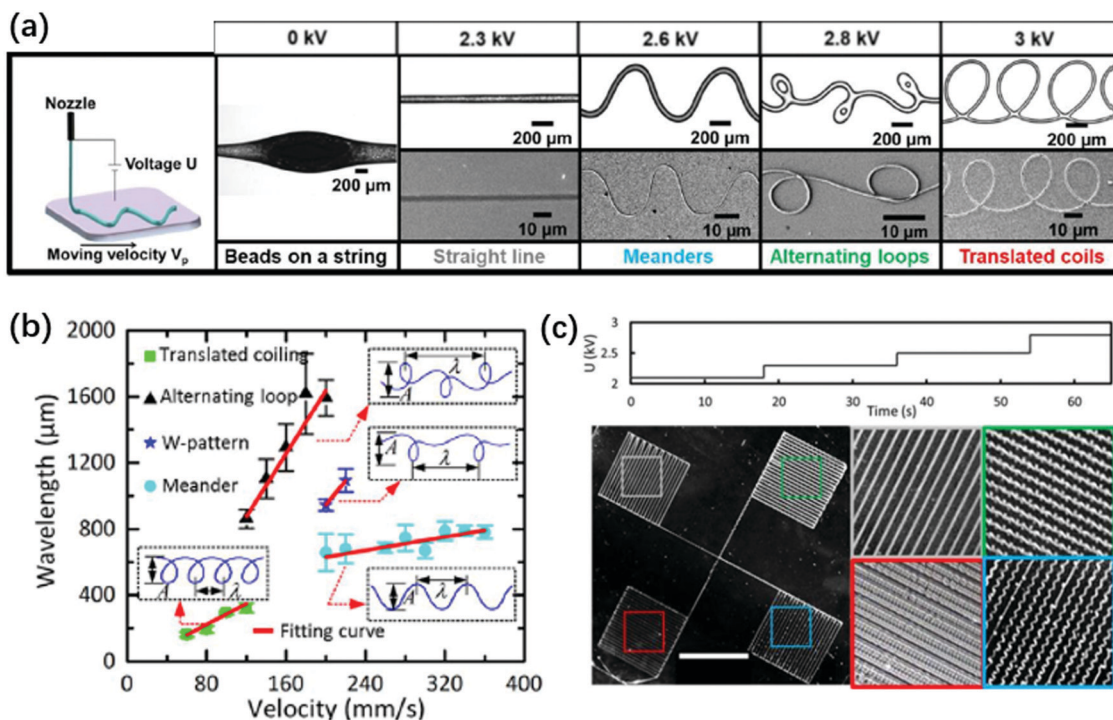 (a)
0 kV
2.3 kV
2.6 kV
2.8 kV
3 kV
Nozzle
Voltage U
Moving velocity Vp
200 μm
200 μm
200 μm
200 μm
200 μm
10 μm
10 μm
10 μm
10 μm
Beads on a string
Straight line
Meanders
Alternating loops
Translated coils
(b)
2000
1600
1200
800
400
0
Wavelength (μm)
Translated coiling
Alternating loop
W-pattern
Meander
A
λ
A
λ
A
λ
A
λ
Fitting curve
0
80
160
240
320
400
Velocity (mm/s)
(c)
3
2.5
2
U (kV)
0
10
20
30
40
50
60
Time (s)